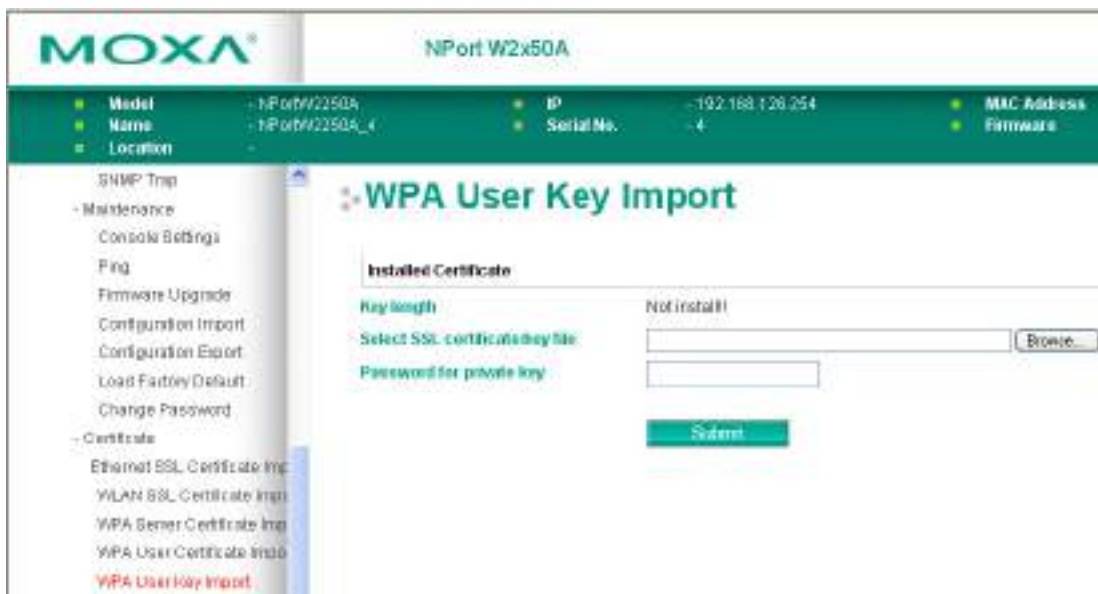 MOXA®
NPort W2x50A
Model - NPortW2250A
Name - NPortW2250A_4
Location -
IP - 192.168.126.254
Serial No. - 4
MAC Address
Firmware
SNMP Trap
- Maintenance
Console Settings
Ping
Firmware Upgrade
Configuration Import
Configuration Export
Load Factory Default
Change Password
- Certificate
Ethernet SSL Certificate Imp
WLAN SSL Certificate Impo
WPA Server Certificate Imp
WPA User Certificate Impo
WPA User Key Import
WPA User Key Import
Installed Certificate
Key length Not install!!
Select SSL certificate/key file Browse...
Password for private key
Submit